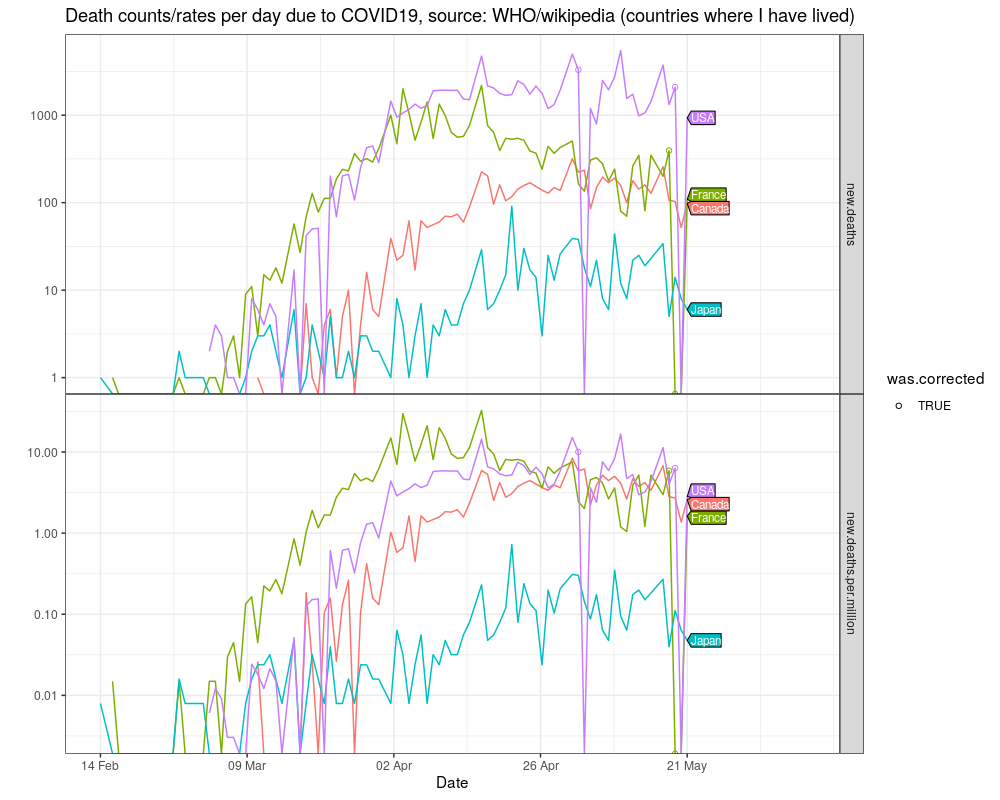 Death counts/rates per day due to COVID19, source: WHO/wikipedia (countries where I have lived)
1000
100
10
1
USA
France
Canada
Japan
new.deaths
10.00
1.00
0.10
0.01
USA
Canada
France
Japan
new.deaths.per.million
14 Feb
09 Mar
02 Apr
26 Apr
21 May
Date
was.corrected
TRUE